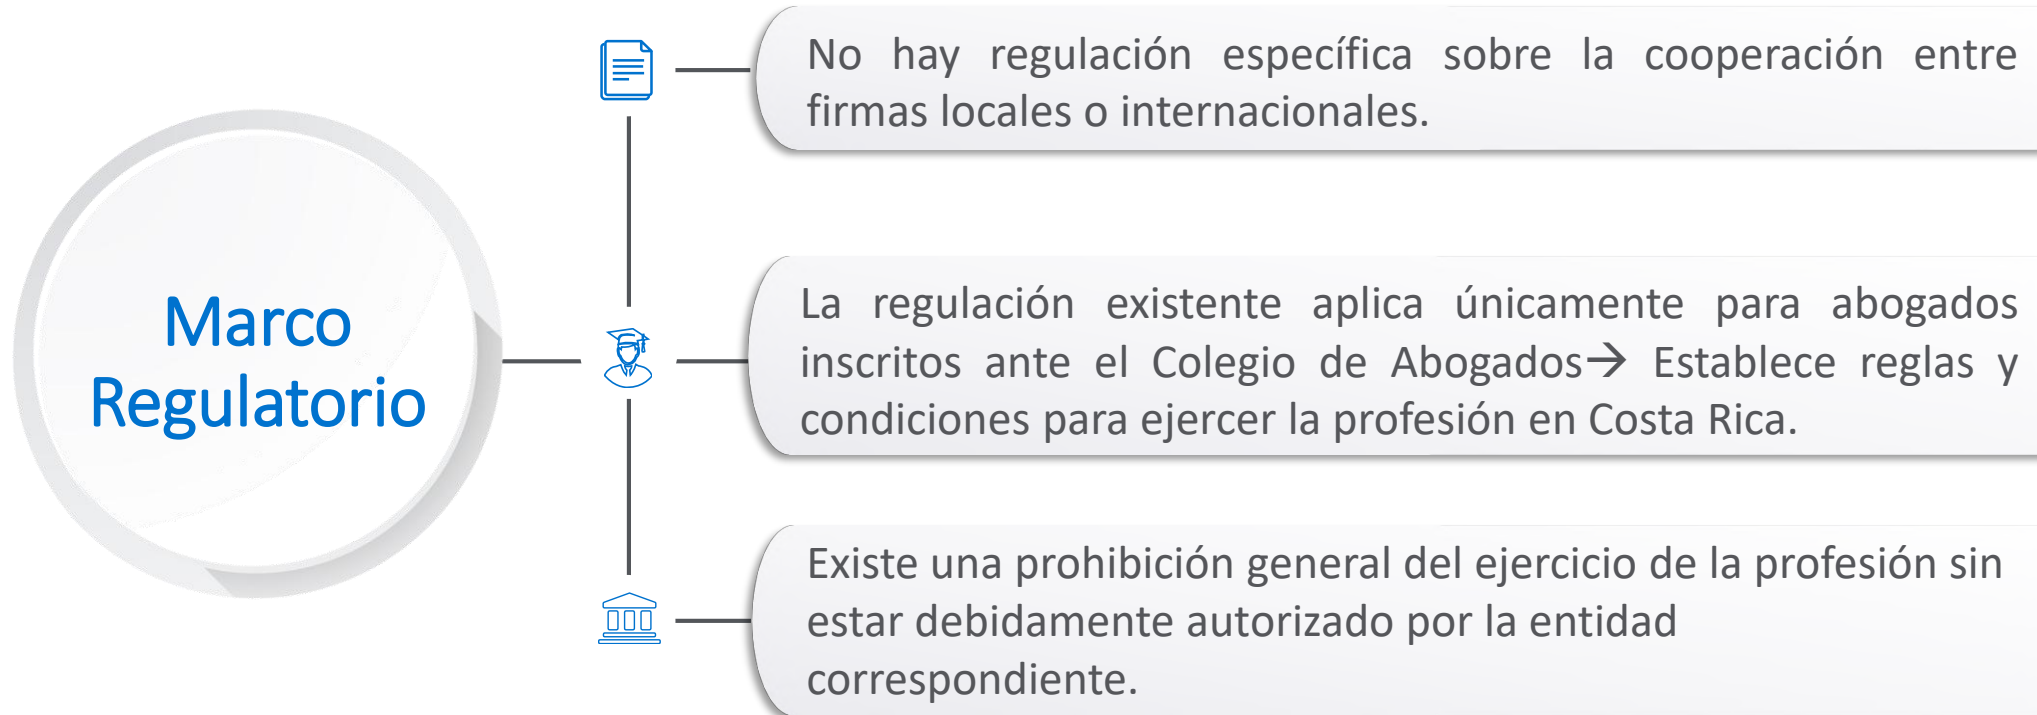 Marco
Regulatorio
No hay regulación específica sobre la cooperación entre
firmas locales o internacionales.
La regulación existente aplica únicamente para abogados
inscritos ante el Colegio de Abogados→ Establece reglas y
condiciones para ejercer la profesión en Costa Rica.
Existe una prohibición general del ejercicio de la profesión sin
estar debidamente autorizado por la entidad
correspondiente.